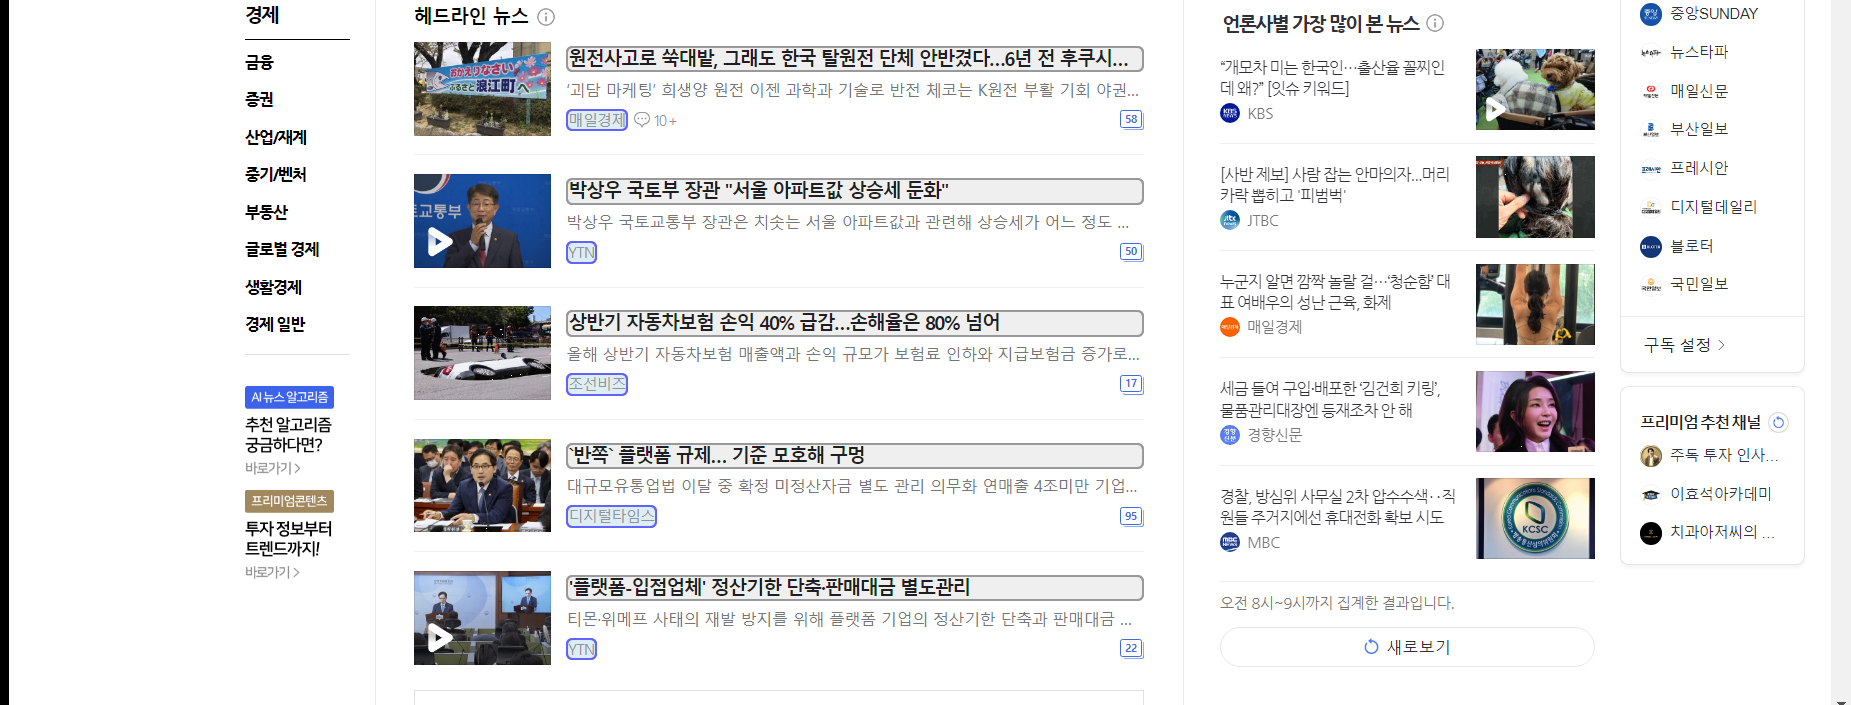 경제
금융
증권
산업/재계
중기/벤처
부동산
글로벌 경제
생활경제
경제 일반
AI 뉴스 알고리즘
추천 알고리즘
궁금하다면?
바로가기 >
프리미엄콘텐츠
투자 정보부터
트렌드까지!
바로가기 >
헤드라인 뉴스
원전사고로 쑥대밭, 그래도 한국 탈원전 단체 안반겼다…6년 전 후쿠시…
'괴담 마케팅' 희생양 원전 이젠 과학과 기술로 반전 체코는 K원전 부활 기회 야권…
매일경제 10+
58
박상우 국토부 장관 "서울 아파트값 상승세 둔화"
박상우 국토교통부 장관은 치솟는 서울 아파트값과 관련해 상승세가 어느 정도 …
YTN
50
상반기 자동차보험 손익 40% 급감…손해율은 80% 넘어
올해 상반기 자동차보험 매출액과 손익 규모가 보험료 인하와 지급보험금 증가로…
조선비즈
17
`반쪽` 플랫폼 규제… 기준 모호해 구멍
대규모유통업법 이달 중 확정 미정산자금 별도 관리 의무화 연매출 4조미만 기업…
디지털타임스
95
'플랫폼-입점업체' 정산기한 단축·판매대금 별도관리
티몬·위메프 사태의 재발 방지를 위해 플랫폼 기업의 정산기한 단축과 판매대금 …
YTN
22
おかえりなさい
ふるさと 浪江町へ
토교통부
언론사별 가장 많이 본 뉴스
“개모차 미는 한국인…출산율 꼴찌인
데 왜?” [잇슈 키워드]
KBS
[사반 제보] 사람 잡는 안마의자…머리
카락 뽑히고 '피범벅'
JTBC
누군지 알면 깜짝 놀랄 걸…‘청순함’ 대
표 여배우의 성난 근육, 화제
매일경제
세금 들여 구입·배포한 ‘김건희 키링’,
물품관리대장엔 등재조차 안 해
경향신문
경찰, 방심위 사무실 2차 압수수색‥직
원들 주거지에선 휴대전화 확보 시도
MBC
KCSC
오전 8시~9시까지 집계한 결과입니다.
새로보기
중앙SUNDAY
뉴스타파
매일신문
부산일보
프레시안
디지털데일리
블로터
국민일보
구독 설정 >
프리미엄 추천 채널
주독 투자 인사…
이효석아카데미
치과아저씨의 …